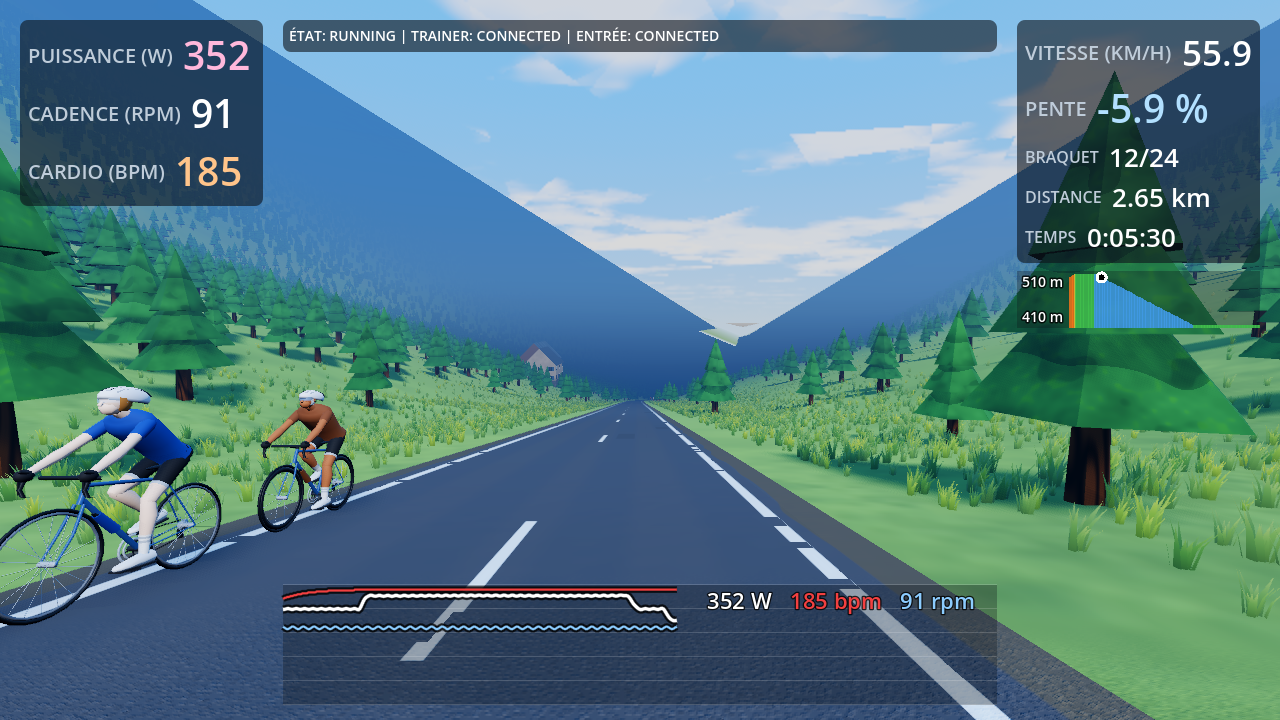 PUISSANCE (W) 352
CADENCE (RPM) 91
CARDIO (BPM) 185
ÉTAT: RUNNING | TRAINER: CONNECTED | ENTRÉE: CONNECTED
VITESSE (KM/H) 55.9
PENTE -5.9 %
BRAQUET 12/24
DISTANCE 2.65 km
TEMPS 0:05:30
510 m
410 m
352 W 185 bpm 91 rpm